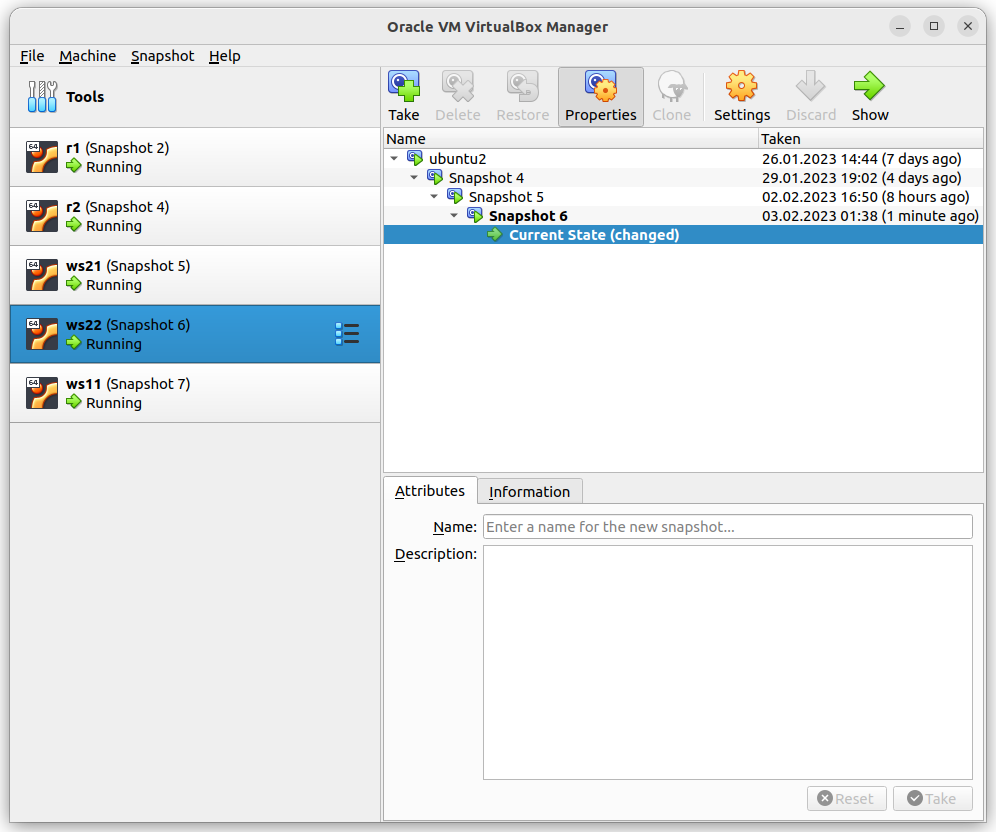 Oracle VM VirtualBox Manager
File Machine Snapshot Help
Tools
Take Delete Restore Properties Clone Settings Discard Show
64
r1 (Snapshot 2)
Running
64
r2 (Snapshot 4)
Running
64
ws21 (Snapshot 5)
Running
64
ws22 (Snapshot 6)
Running
64
ws11 (Snapshot 7)
Running
Name Taken
ubuntu2 26.01.2023 14:44 (7 days ago)
Snapshot 4 29.01.2023 19:02 (4 days ago)
Snapshot 5 02.02.2023 16:50 (8 hours ago)
Snapshot 6 03.02.2023 01:38 (1 minute ago)
Current State (changed)
Attributes Information
Name: Enter a name for the new snapshot...
Description:
Reset Take